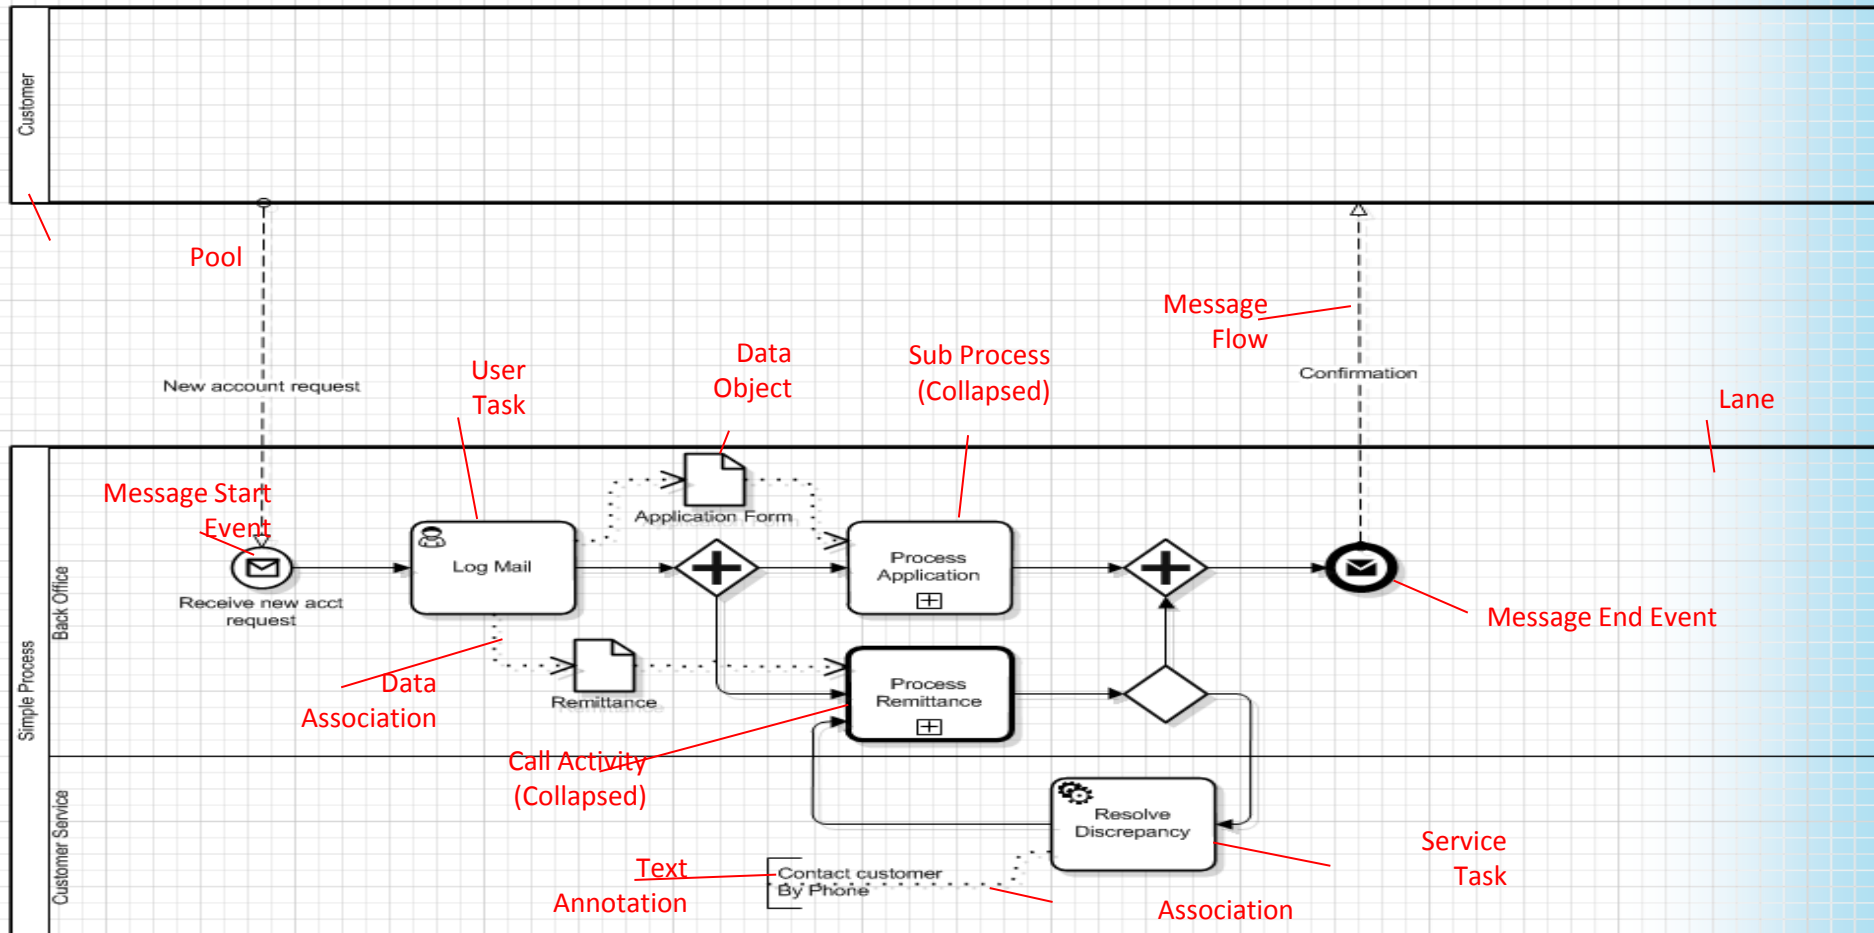 Customer
Pool
Message
Flow
New account request
User
Task
Data
Object
Sub Process
(Collapsed)
Confirmation
Lane
Simple Process
Back Office
Message Start
Event
Receive new acct
request
Log Mail
Application Form
Process
Application
Message End Event
Data
Association
Remittance
Process
Remittance
Call Activity
(Collapsed)
Customer Service
Resolve
Discrepancy
Service
Task
Text
Annotation
Contact customer
By Phone
Association